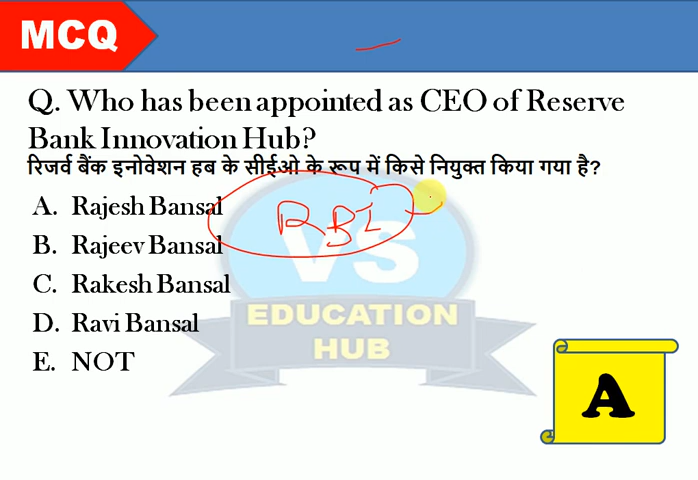 MCQ
Q. Who has been appointed as CEO of Reserve
Bank Innovation Hub?
रिजर्व बैंक इनोवेशन हब के सीईओ के रूप में किसे नियुक्त किया गया है?
A. Rajesh Bansal
B. Rajeev Bansal
C. Rakesh Bansal
D. Ravi Bansal
E. NOT
RBI
VS
EDUCATION
HUB
A